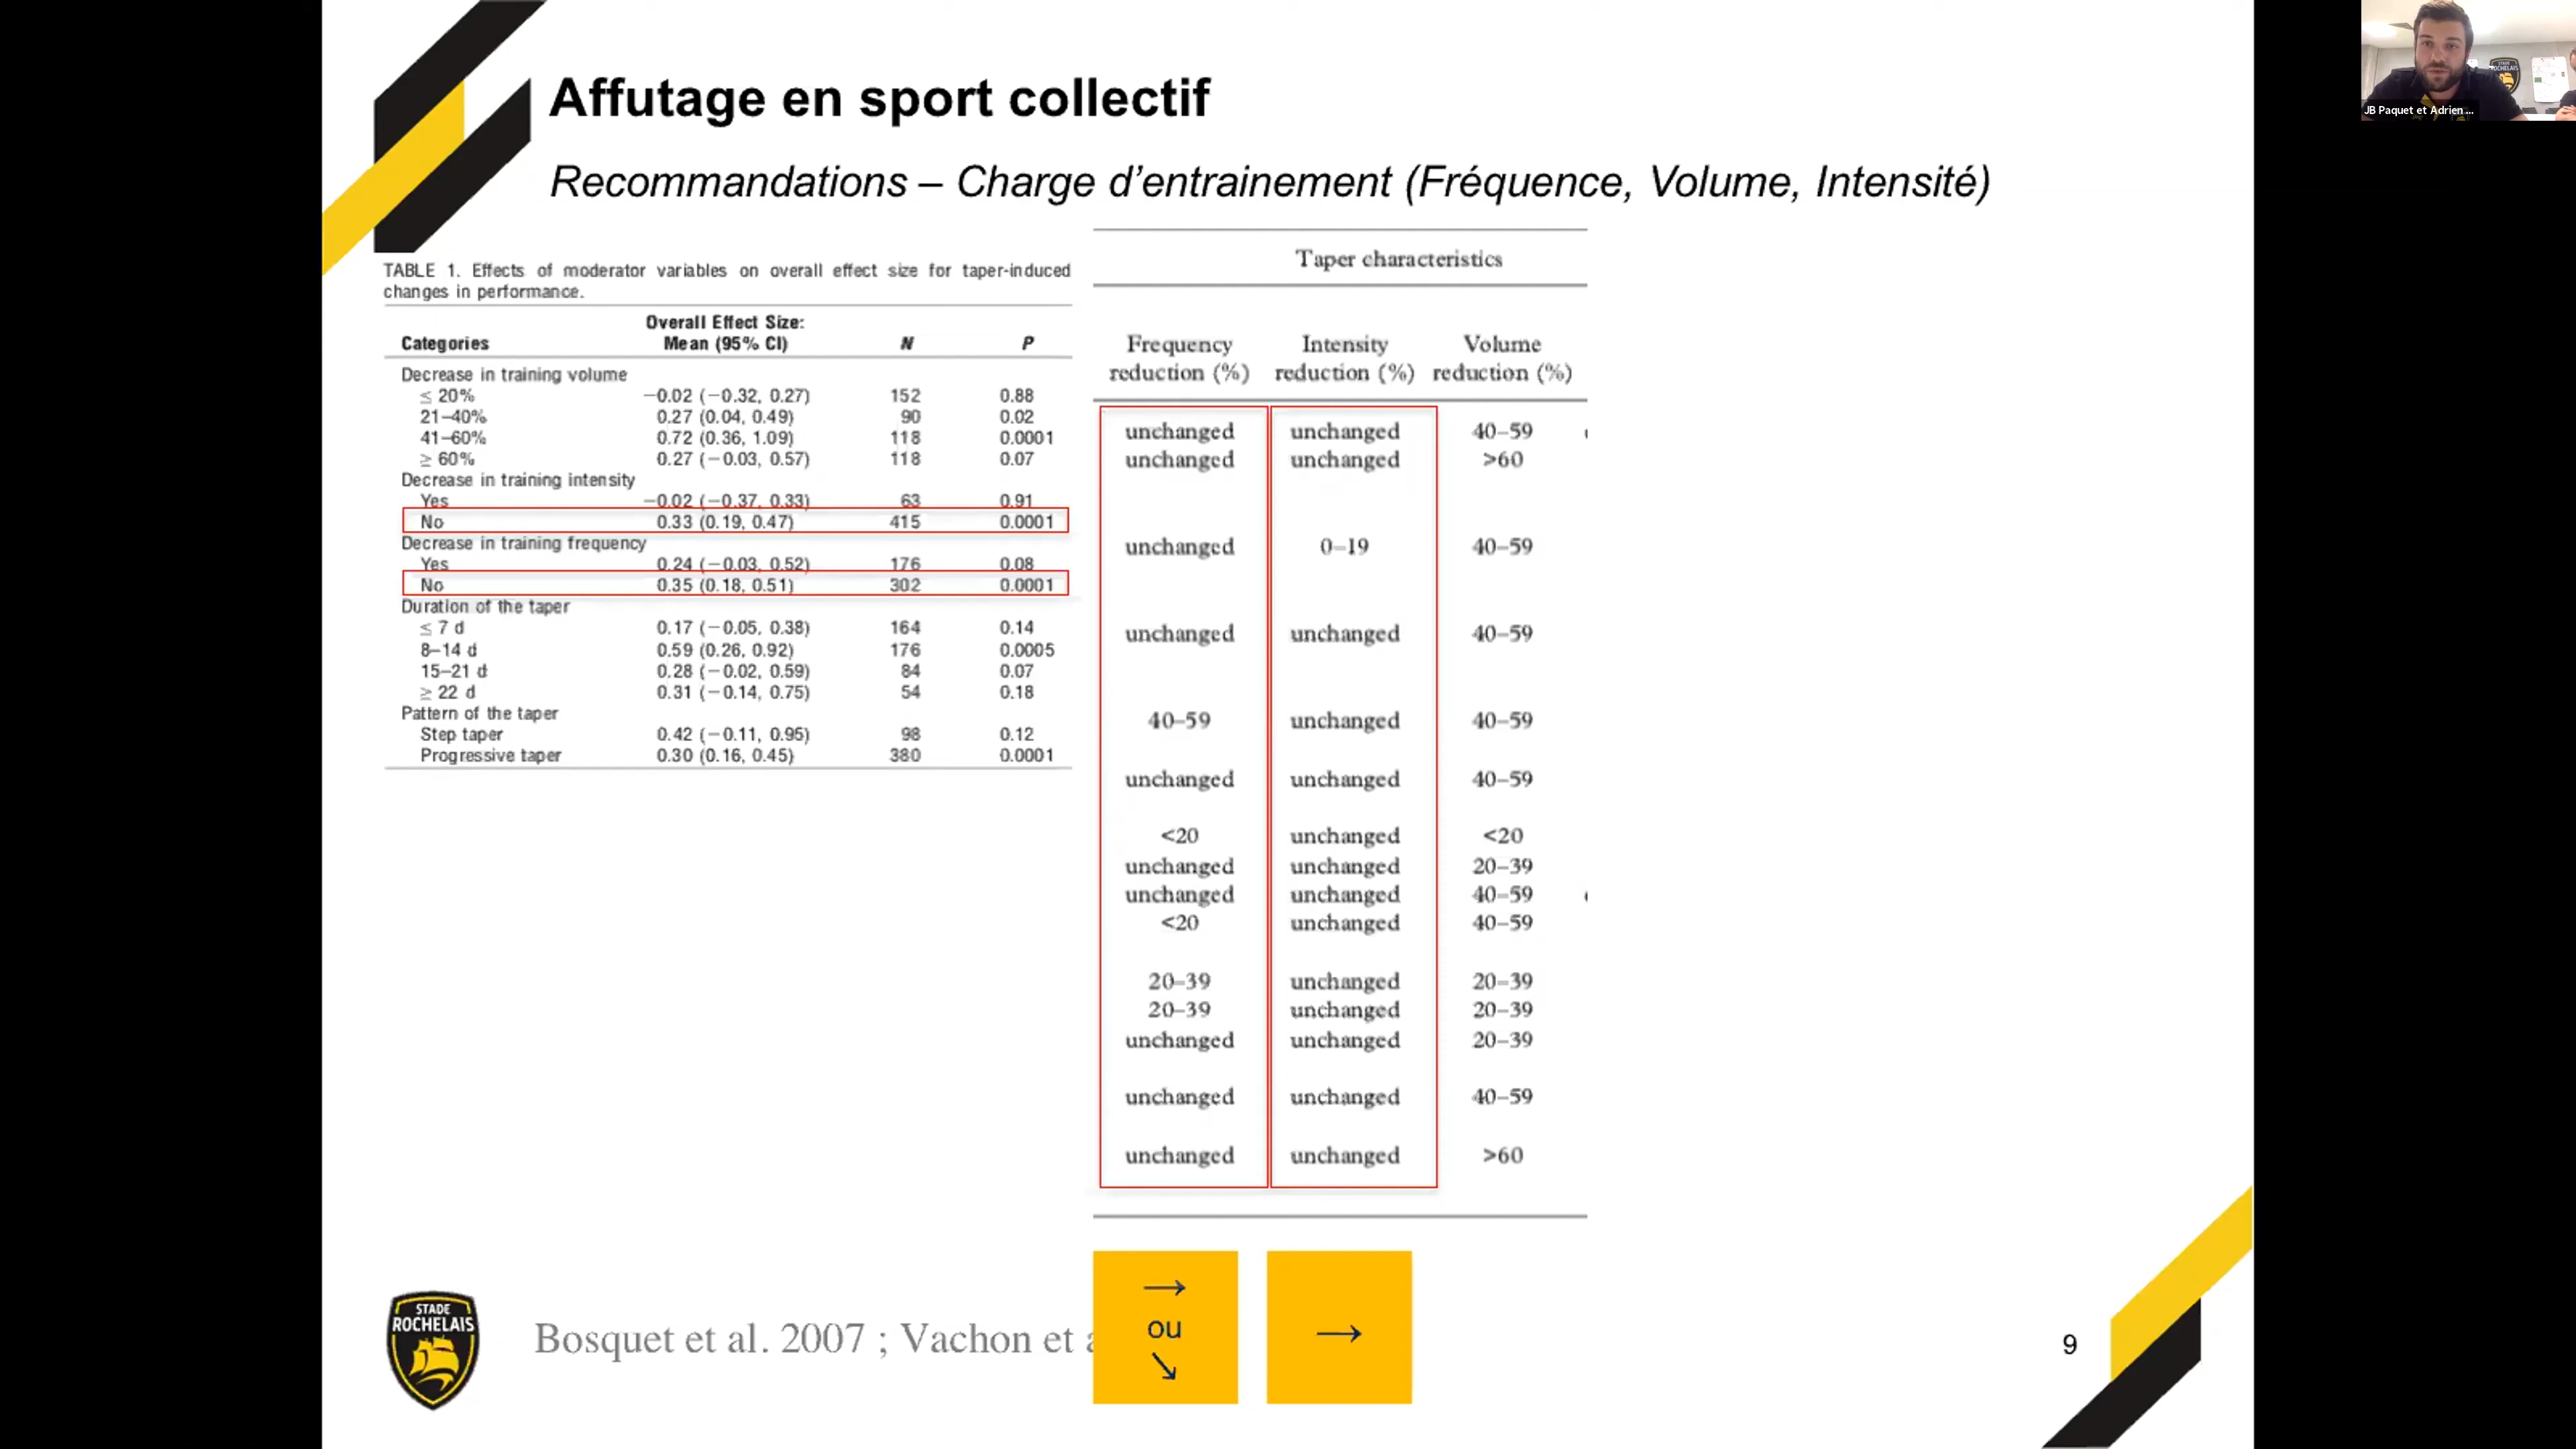 Affutage en sport collectif
Recommandations – Charge d'entrainement (Fréquence, Volume, Intensité)
TABLE 1. Effects of moderator variables on overall effect size for taper-induced
changes in performance.
Overall Effect Size:
Categories Mean (95% CI) N P
Decrease in training volume
≤ 20% −0.02 (−0.32, 0.27) 152 0.88
21–40% 0.27 (0.04, 0.49) 90 0.02
41–60% 0.72 (0.36, 1.09) 118 0.0001
≥ 60% 0.27 (−0.03, 0.57) 118 0.07
Decrease in training intensity
Yes −0.02 (−0.37, 0.33) 63 0.91
No 0.33 (0.19, 0.47) 415 0.0001
Decrease in training frequency
Yes 0.24 (−0.03, 0.52) 176 0.08
No 0.35 (0.18, 0.51) 302 0.0001
Duration of the taper
≤ 7 d 0.17 (−0.05, 0.38) 164 0.14
8–14 d 0.59 (0.26, 0.92) 176 0.0005
15–21 d 0.28 (−0.02, 0.59) 84 0.07
≥ 22 d 0.31 (−0.14, 0.75) 54 0.18
Pattern of the taper
Step taper 0.42 (−0.11, 0.95) 98 0.12
Progressive taper 0.30 (0.16, 0.45) 380 0.0001
Taper characteristics
Frequency Intensity Volume
reduction (%) reduction (%) reduction (%)
unchanged unchanged 40–59
unchanged unchanged >60
unchanged 0–19 40–59
unchanged unchanged 40–59
40–59 unchanged 40–59
unchanged unchanged 40–59
<20 unchanged <20
unchanged unchanged 20–39
unchanged unchanged 40–59
<20 unchanged 40–59
20–39 unchanged 20–39
20–39 unchanged 20–39
unchanged unchanged 20–39
unchanged unchanged 40–59
unchanged unchanged >60
→
ou
↘
→
STADE
ROCHELAIS
Bosquet et al. 2007 ; Vachon et
9
JB Paquet et Adrien ...